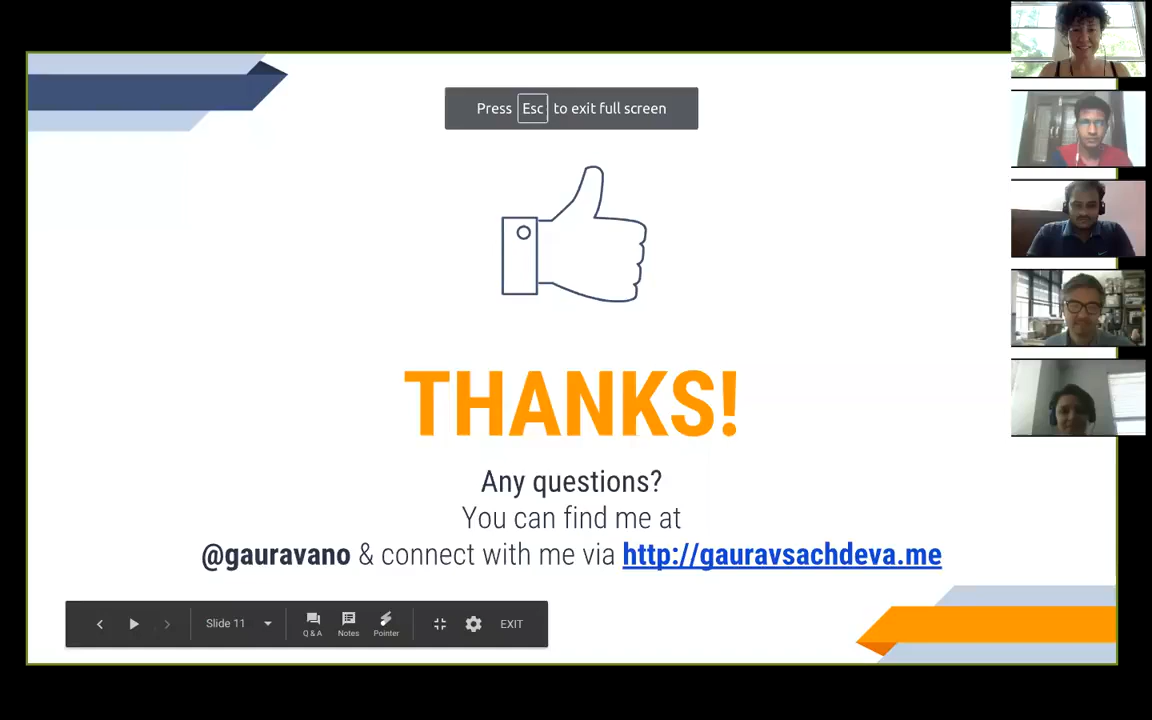 Press Esc to exit full screen
THANKS!
Any questions?
You can find me at
@gauravano & connect with me via http://gauravsachdeva.me
Slide 11
Q & A
Notes
Pointer
EXIT